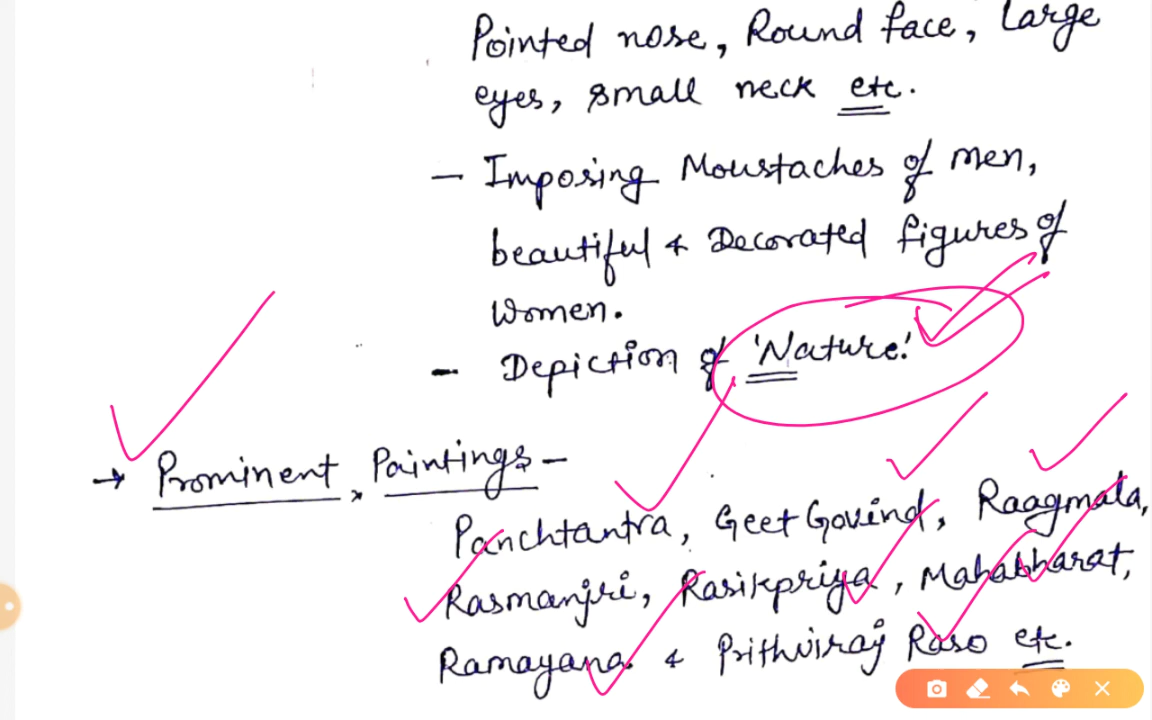 Pointed nose, Round face, Large
eyes, small neck etc.
– Imposing Moustaches of men,
beautiful & Decorated figures of
Women.
– Depiction of 'Nature'.
→ Prominent Paintings –
Panchtantra, Geet Govind, Raagmala,
Rasmanjri, Rasikpriya, Mahabharat,
Ramayana & Prithviraj Raso etc.